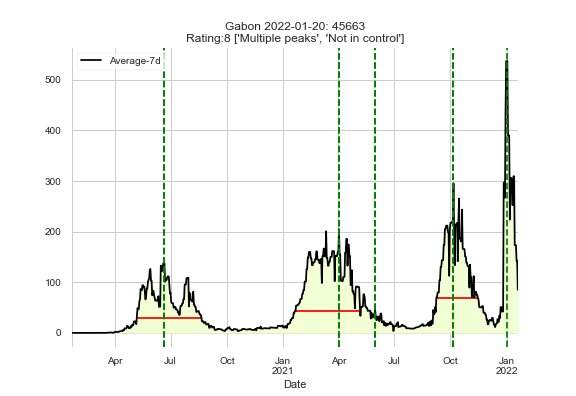 Gabon 2022-01-20: 45663
Rating:8 ['Multiple peaks', 'Not in control']
Average-7d
500
400
300
200
100
0
Apr Jul Oct Jan Apr Jul Oct Jan
2021 2022
Date